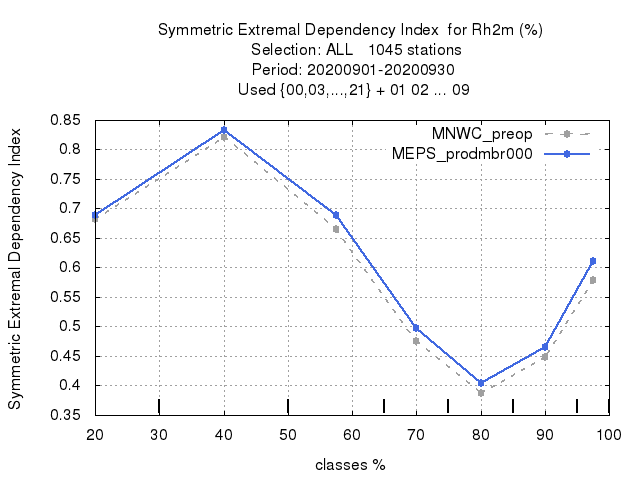 Symmetric Extremal Dependency Index  for Rh2m (%)
Selection: ALL   1045 stations
Period: 20200901-20200930
Used {00,03,...,21} + 01 02 ... 09
Symmetric Extremal Dependency Index
0.85
0.8
0.75
0.7
0.65
0.6
0.55
0.5
0.45
0.4
0.35
MNWC_preop
MEPS_prodmbr000
20 30 40 50 60 70 80 90 100
classes %